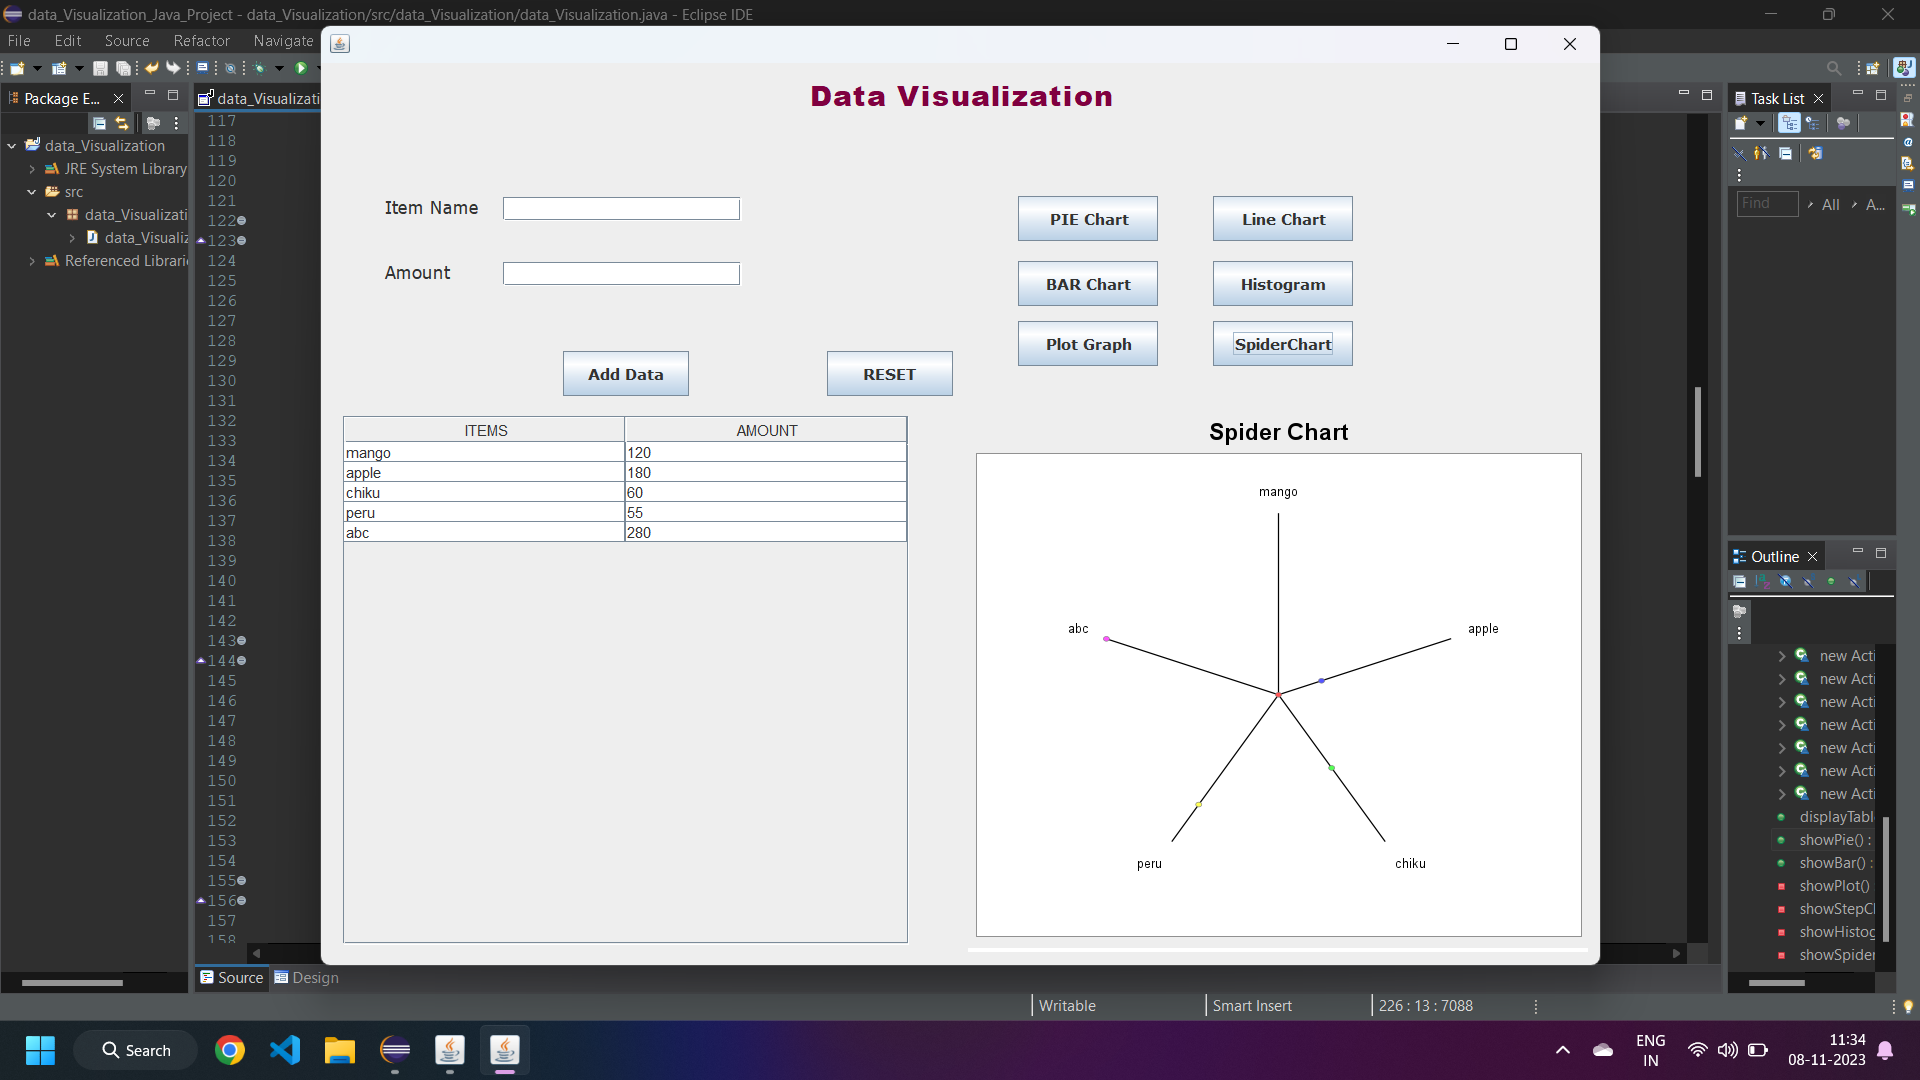 data_Visualization_Java_Project - data_Visualization/src/data_Visualization/data_Visualization.java - Eclipse IDE
File Edit Source Refactor Navigate
Package E...
data_Visualizati
data_Visualization
JRE System Library
src
data_Visualizati
data_Visualiz
Referenced Librari
117
118
119
120
121
122
123
124
125
126
127
128
129
130
131
132
133
134
135
136
137
138
139
140
141
142
143
144
145
146
147
148
149
150
151
152
153
154
155
156
157
158
Data Visualization
Item Name
Amount
PIE Chart Line Chart
BAR Chart Histogram
Plot Graph SpiderChart
Add Data RESET
ITEMS AMOUNT
mango 120
apple 180
chiku 60
peru 55
abc 280
Spider Chart
mango
abc
apple
peru
chiku
Task List
Find All A...
Outline
new Acti
new Acti
new Acti
new Acti
new Acti
new Acti
new Acti
displayTabl
showPie() :
showBar() :
showPlot()
showStepCl
showHistog
showSpider
Source Design
Writable Smart Insert 226 : 13 : 7088
Search
ENG
IN
11:34
08-11-2023